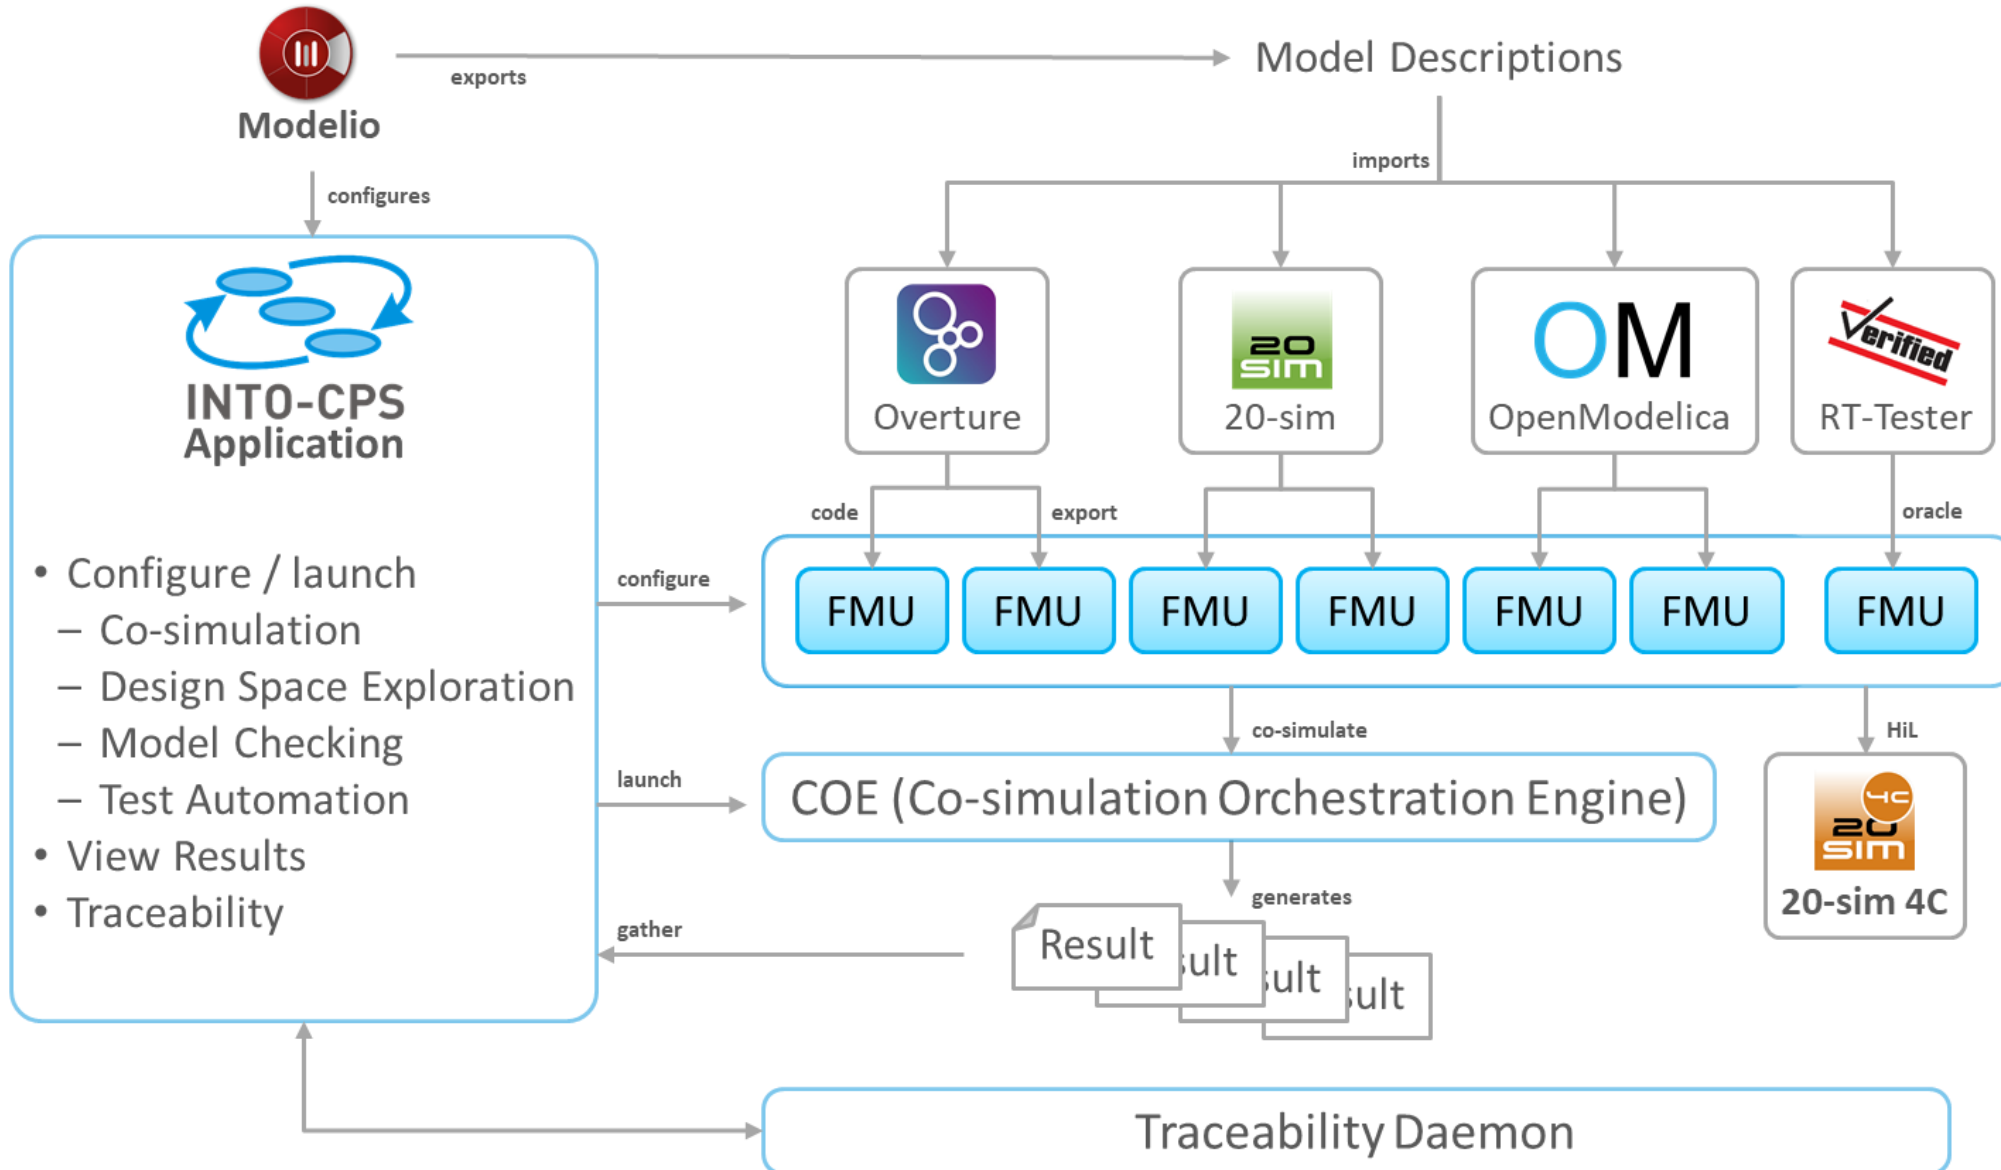 Modelio
exports
Model Descriptions
configures
imports
INTO-CPS
Application
• Configure / launch
– Co-simulation
– Design Space Exploration
– Model Checking
– Test Automation
• View Results
• Traceability
Overture
20
SIM
20-sim
OM
OpenModelica
Verified
RT-Tester
code
export
oracle
configure
FMU
FMU
FMU
FMU
FMU
FMU
FMU
co-simulate
HiL
launch
COE (Co-simulation Orchestration Engine)
4C
20
SIM
20-sim 4C
generates
gather
Result
sult
sult
sult
Traceability Daemon